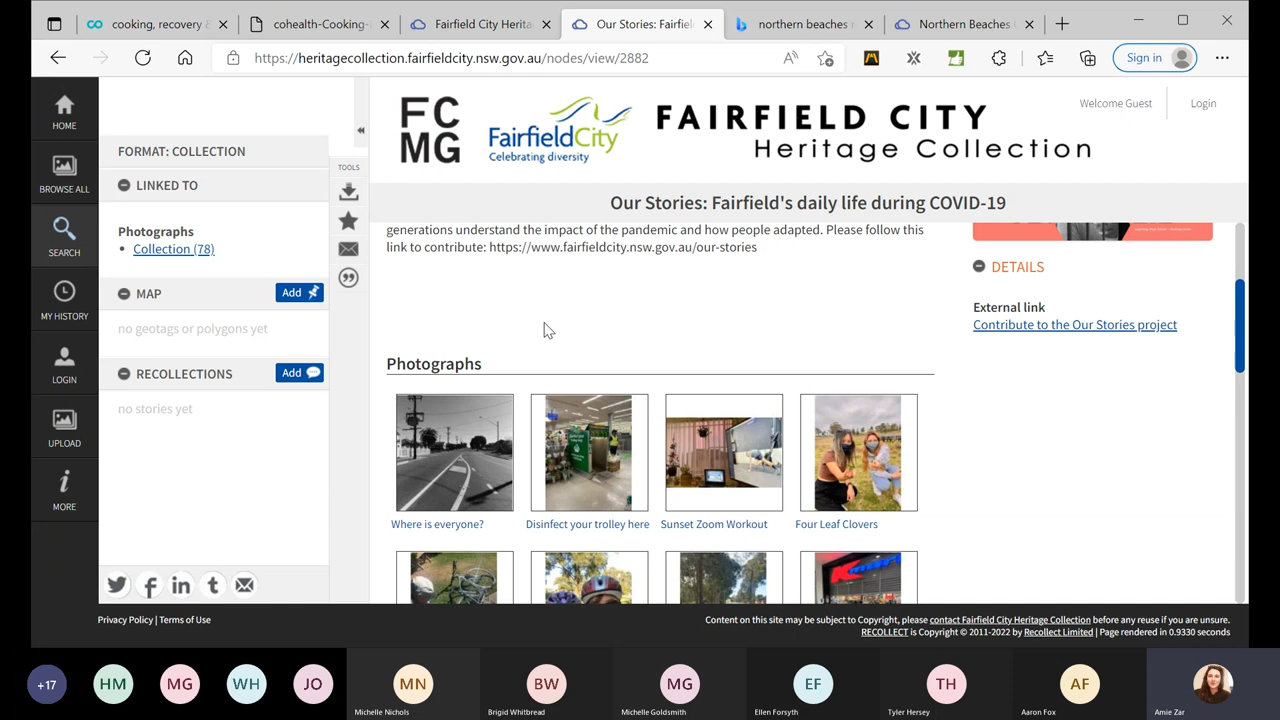 cooking, recovery &
cohealth-Cooking-
Fairfield City Herita
Our Stories: Fairfiel
northern beaches
Northern Beaches
https://heritagecollection.fairfieldcity.nsw.gov.au/nodes/view/2882
Sign in
HOME
BROWSE ALL
SEARCH
MY HISTORY
LOGIN
UPLOAD
MORE
FORMAT: COLLECTION
LINKED TO
Photographs
Collection (78)
MAP
Add
no geotags or polygons yet
RECOLLECTIONS
Add
no stories yet
TOOLS
FC
MG
FairfieldCity
Celebrating diversity
FAIRFIELD CITY
Heritage Collection
Welcome Guest
Login
Our Stories: Fairfield's daily life during COVID-19
generations understand the impact of the pandemic and how people adapted. Please follow this
link to contribute: https://www.fairfieldcity.nsw.gov.au/our-stories
DETAILS
External link
Contribute to the Our Stories project
Photographs
Where is everyone?
Disinfect your trolley here
Sunset Zoom Workout
Four Leaf Clovers
Privacy Policy | Terms of Use
Content on this site may be subject to Copyright, please contact Fairfield City Heritage Collection before any reuse if you are unsure.
RECOLLECT is Copyright © 2011-2022 by Recollect Limited | Page rendered in 0.9330 seconds
+17
HM
MG
WH
JO
MN
Michelle Nichols
BW
Brigid Whitbread
MG
Michelle Goldsmith
EF
Ellen Forsyth
TH
Tyler Hersey
AF
Aaron Fox
Amie Zar